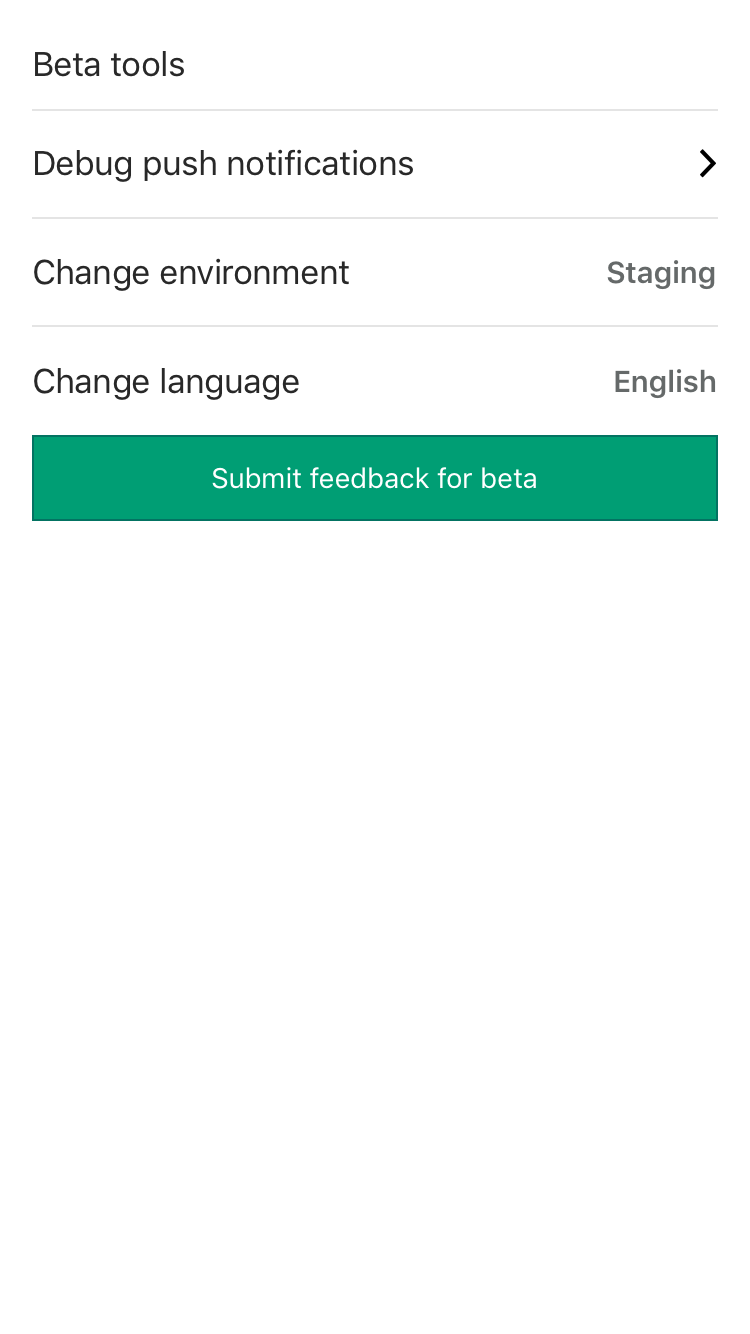 Beta tools
Debug push notifications
Change environment Staging
Change language English
Submit feedback for beta